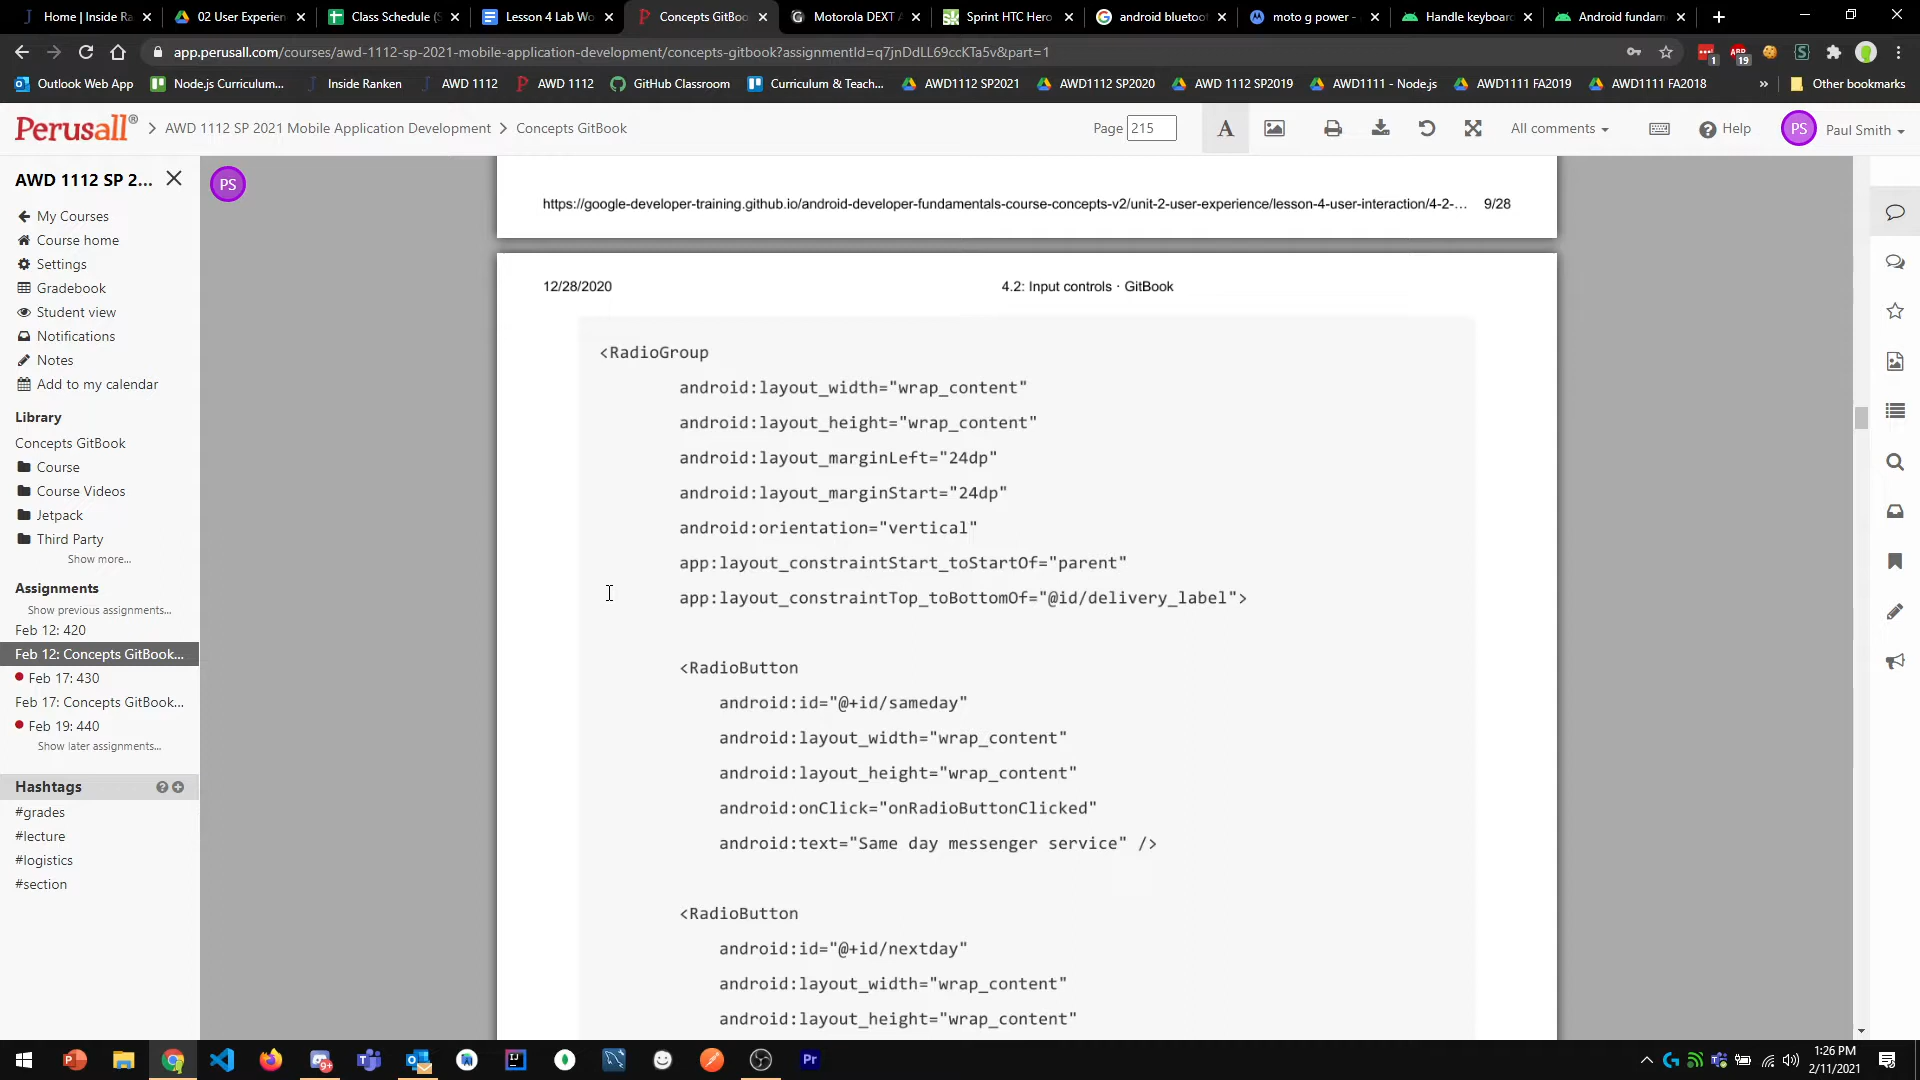 Home | Inside Ra
02 User Experien
Class Schedule (S
Lesson 4 Lab Wo
Concepts GitBoo
Motorola DEXT A
Sprint HTC Hero
android bluetoo
moto g power -
Handle keyboard
Android fundam
app.perusall.com/courses/awd-1112-sp-2021-mobile-application-development/concepts-gitbook?assignmentId=q7jnDdLL69ccKTa5v&part=1
1
19
Outlook Web App
Node.js Curriculum...
Inside Ranken
AWD 1112
AWD 1112
GitHub Classroom
Curriculum & Teach...
AWD1112 SP2021
AWD1112 SP2020
AWD1112 SP2019
AWD1111 - Node.js
AWD1111 FA2019
AWD1111 FA2018
»
Other bookmarks
Perusall®
AWD 1112 SP 2021 Mobile Application Development
Concepts GitBook
Page 215
A
All comments
Help
PS
Paul Smith
AWD 1112 SP 2...
My Courses
Course home
Settings
Gradebook
Student view
Notifications
Notes
Add to my calendar
Library
Concepts GitBook
Course
Course Videos
Jetpack
Third Party
Show more...
Assignments
Show previous assignments...
Feb 12: 420
Feb 12: Concepts GitBook...
Feb 17: 430
Feb 17: Concepts GitBook...
Feb 19: 440
Show later assignments...
Hashtags
#grades
#lecture
#logistics
#section
PS
https://google-developer-training.github.io/android-developer-fundamentals-course-concepts-v2/unit-2-user-experience/lesson-4-user-interaction/4-2-... 9/28
12/28/2020
4.2: Input controls · GitBook
<RadioGroup
android:layout_width="wrap_content"
android:layout_height="wrap_content"
android:layout_marginLeft="24dp"
android:layout_marginStart="24dp"
android:orientation="vertical"
app:layout_constraintStart_toStartOf="parent"
app:layout_constraintTop_toBottomOf="@id/delivery_label">
<RadioButton
android:id="@+id/sameday"
android:layout_width="wrap_content"
android:layout_height="wrap_content"
android:onClick="onRadioButtonClicked"
android:text="Same day messenger service" />
<RadioButton
android:id="@+id/nextday"
android:layout_width="wrap_content"
android:layout_height="wrap_content"
1:26 PM
2/11/2021